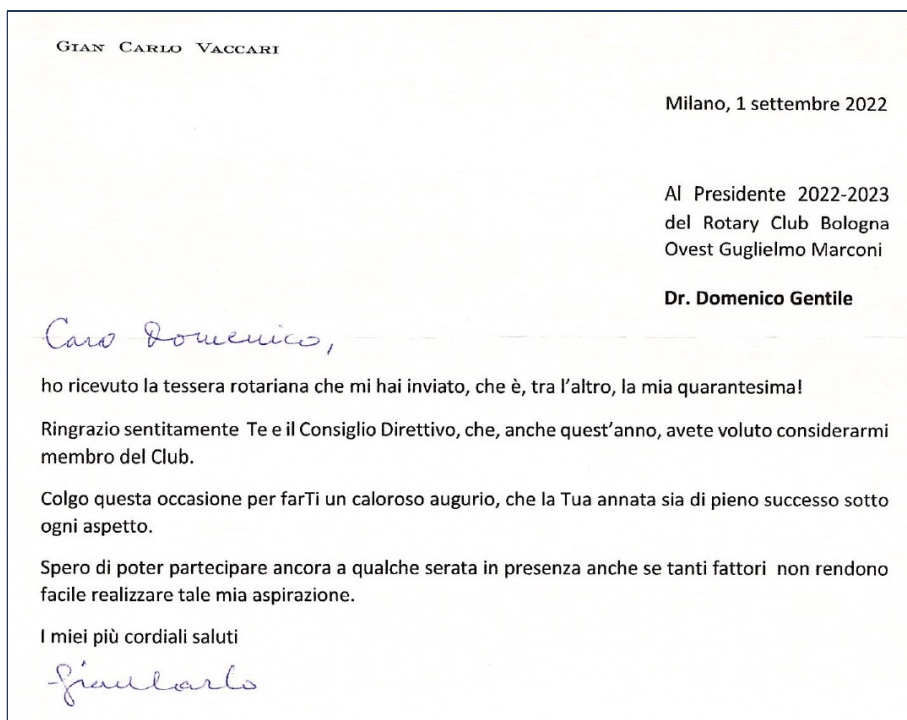 GIAN CARLO VACCARI
Milano, 1 settembre 2022
Al Presidente 2022-2023
del Rotary Club Bologna
Ovest Guglielmo Marconi
Dr. Domenico Gentile
Caro Domenico,
ho ricevuto la tessera rotariana che mi hai inviato, che è, tra l'altro, la mia quarantesima!
Ringrazio sentitamente Te e il Consiglio Direttivo, che, anche quest'anno, avete voluto considerarmi
membro del Club.
Colgo questa occasione per farTi un caloroso augurio, che la Tua annata sia di pieno successo sotto
ogni aspetto.
Spero di poter partecipare ancora a qualche serata in presenza anche se tanti fattori non rendono
facile realizzare tale mia aspirazione.
I miei più cordiali saluti
GianCarlo